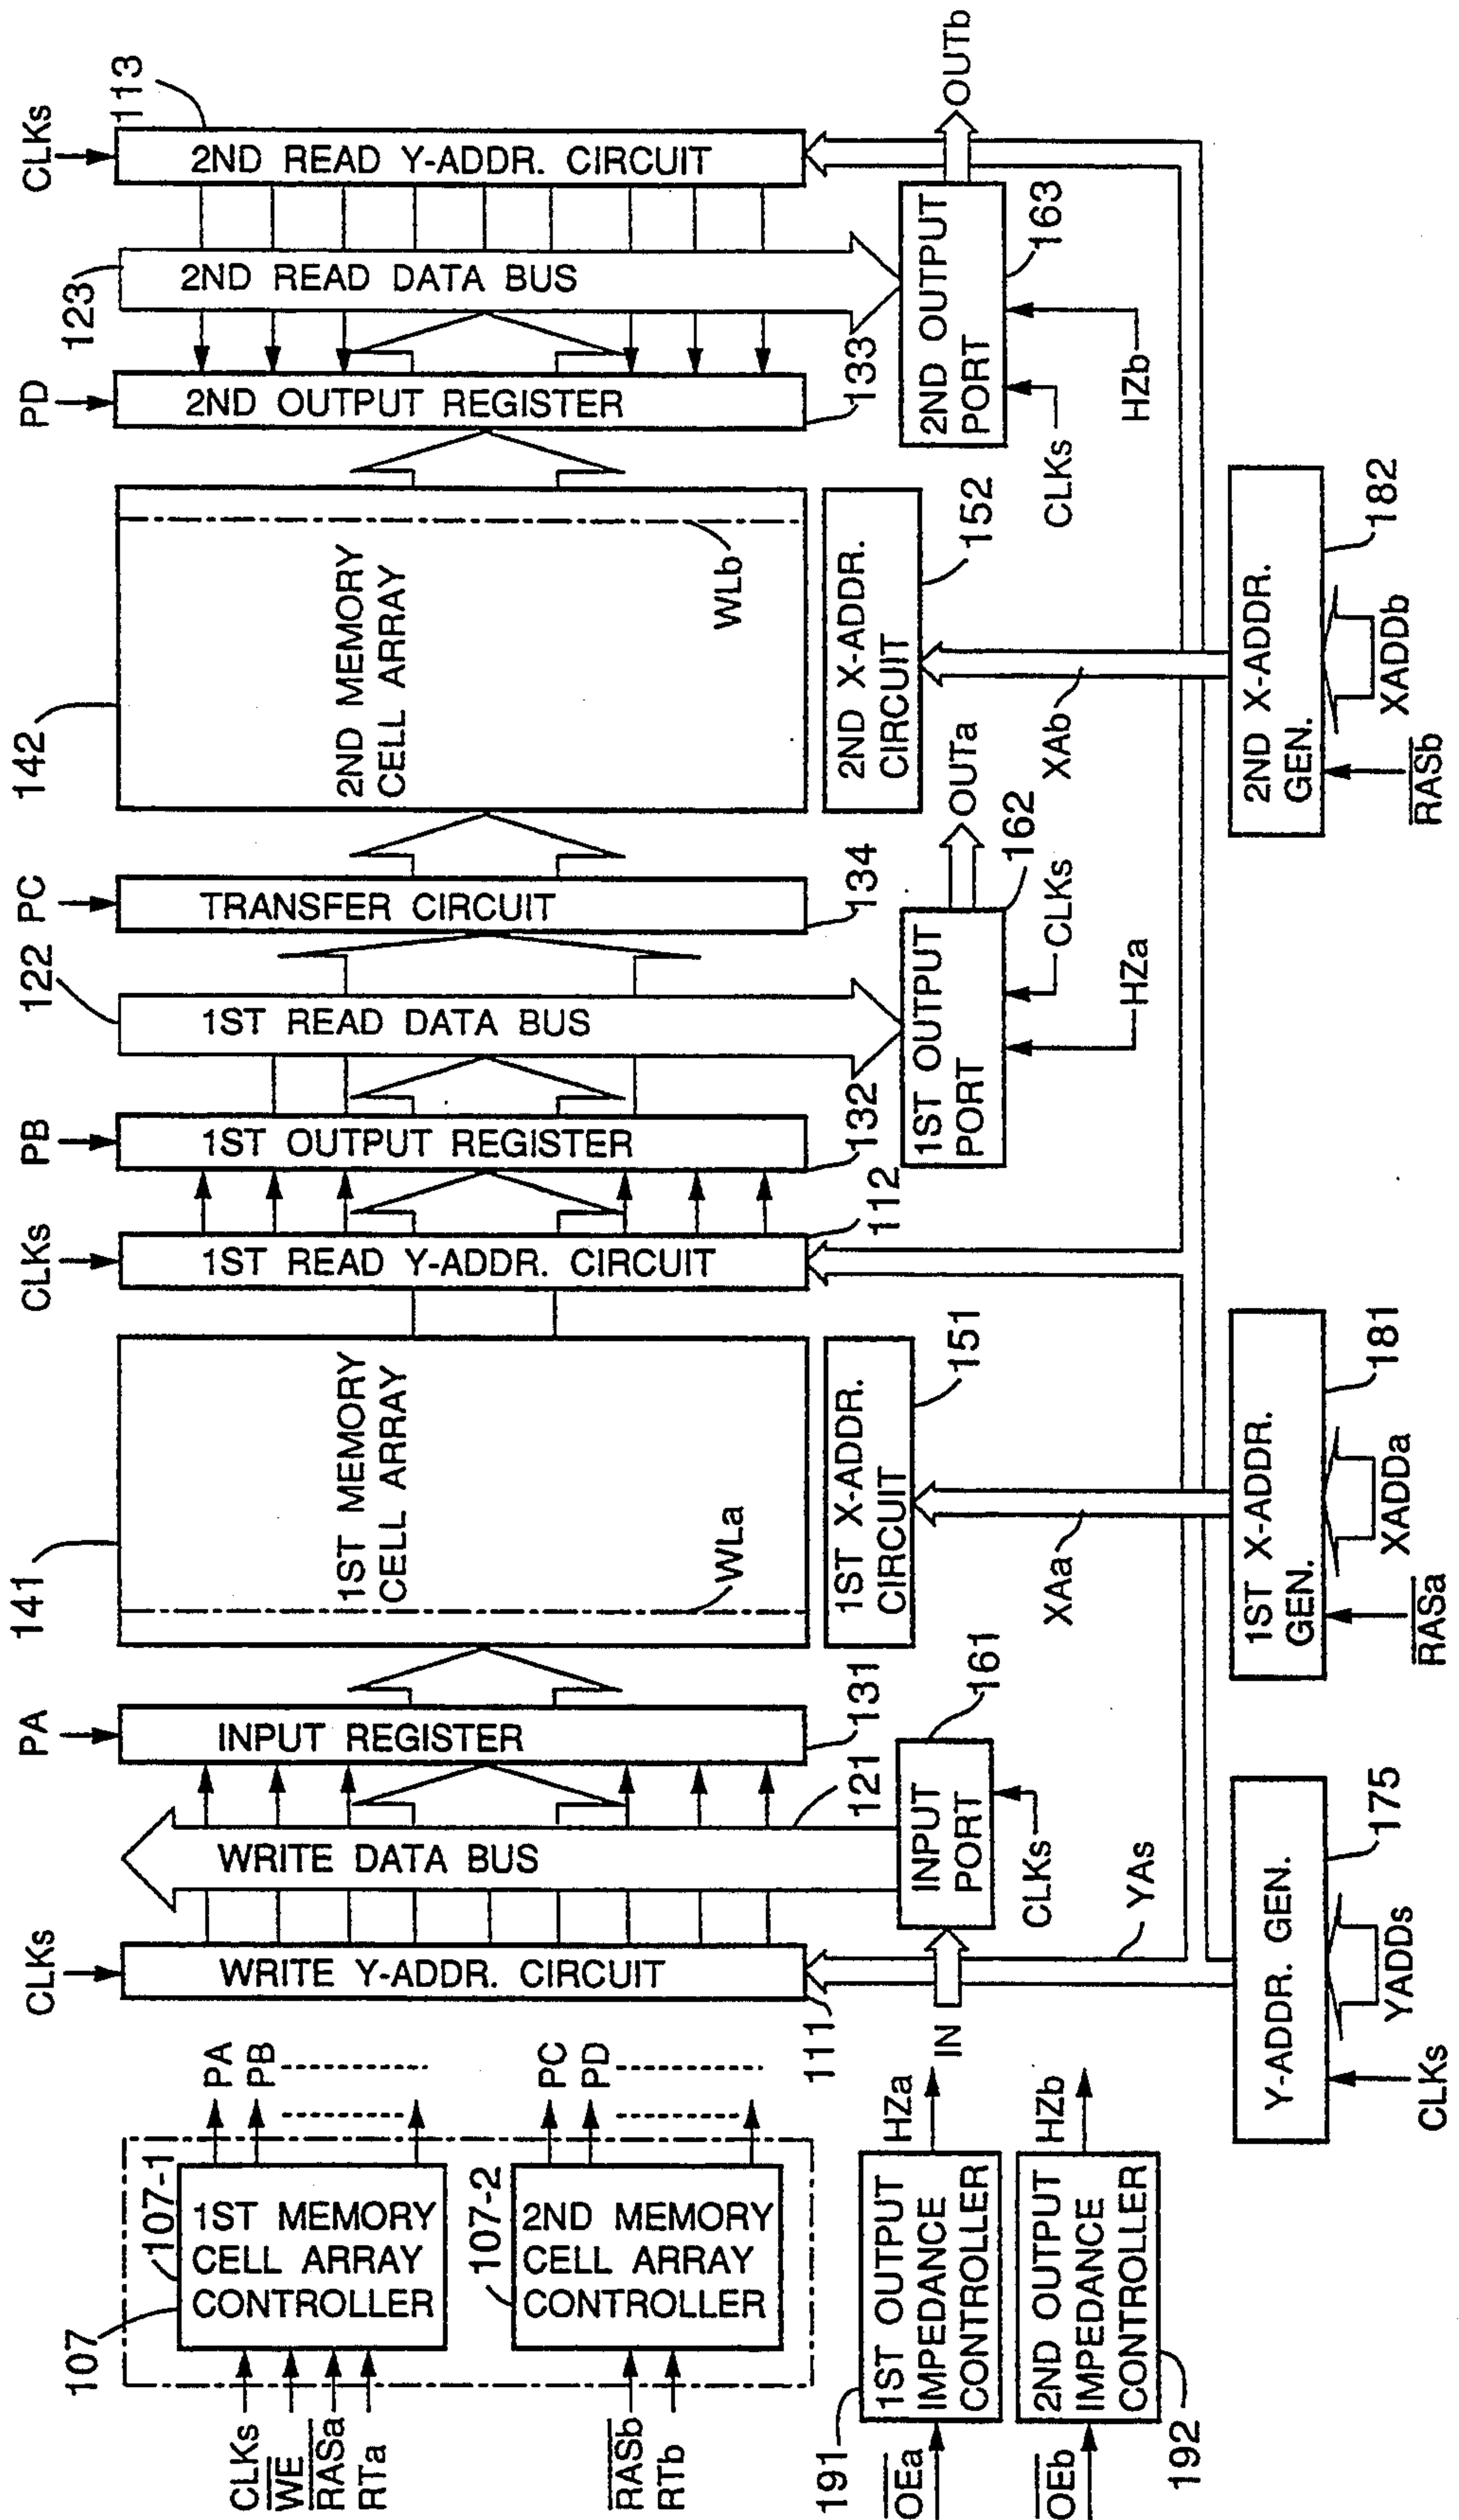 107
107-1
1ST MEMORY
CELL ARRAY
CONTROLLER
CLKs
WE
RASa
RTa
PA
PB
107-2
2ND MEMORY
CELL ARRAY
CONTROLLER
RASb
RTb
PC
PD
191
1ST OUTPUT
IMPEDANCE
CONTROLLER
OEa
HZa
192
2ND OUTPUT
IMPEDANCE
CONTROLLER
OEb
HZb
CLKs
WRITE Y-ADDR. CIRCUIT
111
WRITE DATA BUS
121
PA
INPUT REGISTER
131
IN
INPUT
PORT
161
CLKs
YAs
Y-ADDR. GEN.
175
CLKs
YADDs
141
1ST MEMORY
CELL ARRAY
WLa
1ST X-ADDR.
CIRCUIT
151
XAa
1ST X-ADDR.
GEN.
181
RASa
XADDa
CLKs
1ST READ Y-ADDR. CIRCUIT
112
PB
1ST OUTPUT REGISTER
132
122
1ST READ DATA BUS
PC
TRANSFER CIRCUIT
134
1ST OUTPUT
PORT
162
OUTa
CLKs
HZa
142
2ND MEMORY
CELL ARRAY
WLb
2ND X-ADDR.
CIRCUIT
152
XAb
2ND X-ADDR.
GEN.
182
RASb
XADDb
PD
2ND OUTPUT REGISTER
133
123
2ND READ DATA BUS
CLKs
2ND READ Y-ADDR. CIRCUIT
113
2ND OUTPUT
PORT
163
OUTb
CLKs
HZb